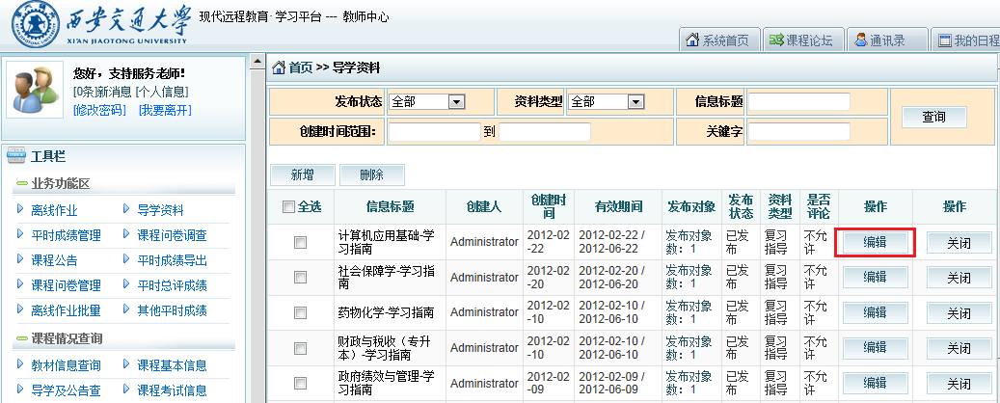 西安交通大学 现代远程教育·学习平台 --- 教师中心
XI'AN JIAOTONG UNIVERSITY
系统首页 课程论坛 通讯录 我的日程
您好，支持服务老师！
[0条]新消息 [个人信息]
[修改密码] [我要离开]
工具栏
业务功能区
离线作业 导学资料
平时成绩管理 课程问卷调查
课程公告 平时成绩导出
课程问卷管理 平时总评成绩
离线作业批量 其他平时成绩
课程情况查询
教材信息查询 课程基本信息
导学及公告查 课程考试信息
首页 >> 导学资料
发布状态 全部 资料类型 全部 信息标题
查询
创建时间范围： 到 关键字
新增 删除
全选 信息标题 创建人 创建时间 有效期间 发布对象 发布状态 资料类型 是否评论 操作 操作
计算机应用基础-学习指南 Administrator 2012-02-22 2012-02-22 / 2012-06-22 发布对象数：1 已发布 复习指导 不允许 编辑 关闭
社会保障学-学习指南 Administrator 2012-02-20 2012-02-20 / 2012-06-20 发布对象数：1 已发布 复习指导 不允许 编辑 关闭
药物化学-学习指南 Administrator 2012-02-10 2012-02-10 / 2012-06-10 发布对象数：1 已发布 复习指导 不允许 编辑 关闭
财政与税收（专升本）-学习指南 Administrator 2012-02-10 2012-02-10 / 2012-06-10 发布对象数：1 已发布 复习指导 不允许 编辑 关闭
政府绩效与管理-学习指南 Administrator 2012-02-09 2012-02-09 / 2012-06-09 发布对象数：1 已发布 复习指导 不允许 编辑 关闭